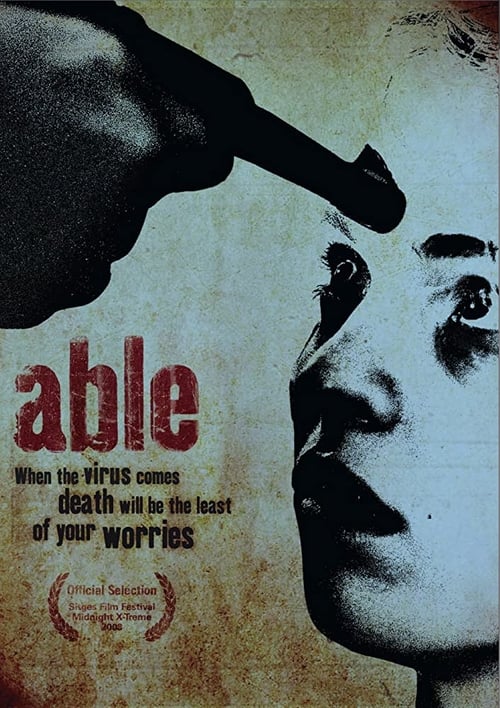 able
When the virus comes
death will be the least
of your worries
Official Selection
Sisges Film Festival
Midnight X-Treme
2008